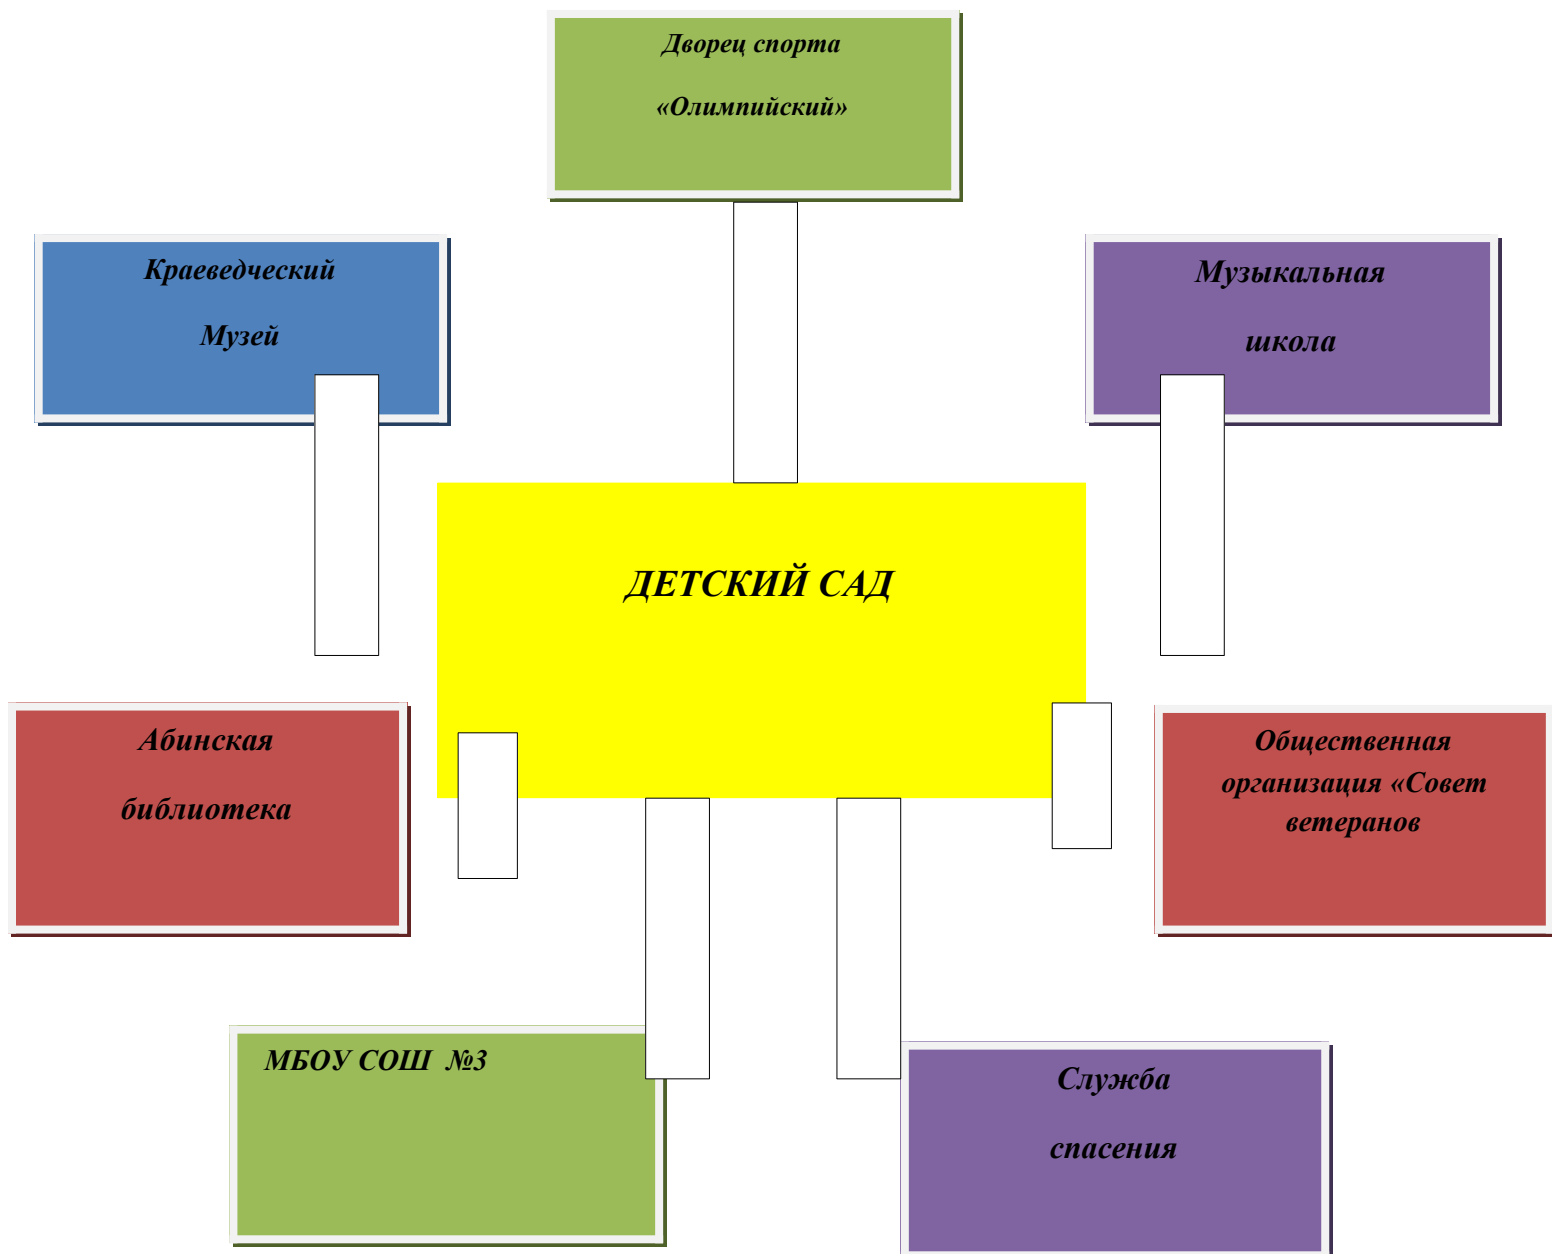 Дворец спорта
«Олимпийский»
Краеведческий
Музей
Музыкальная
школа
ДЕТСКИЙ САД
Абинская
библиотека
Общественная
организация «Совет
ветеранов
МБОУ СОШ №3
Служба
спасения